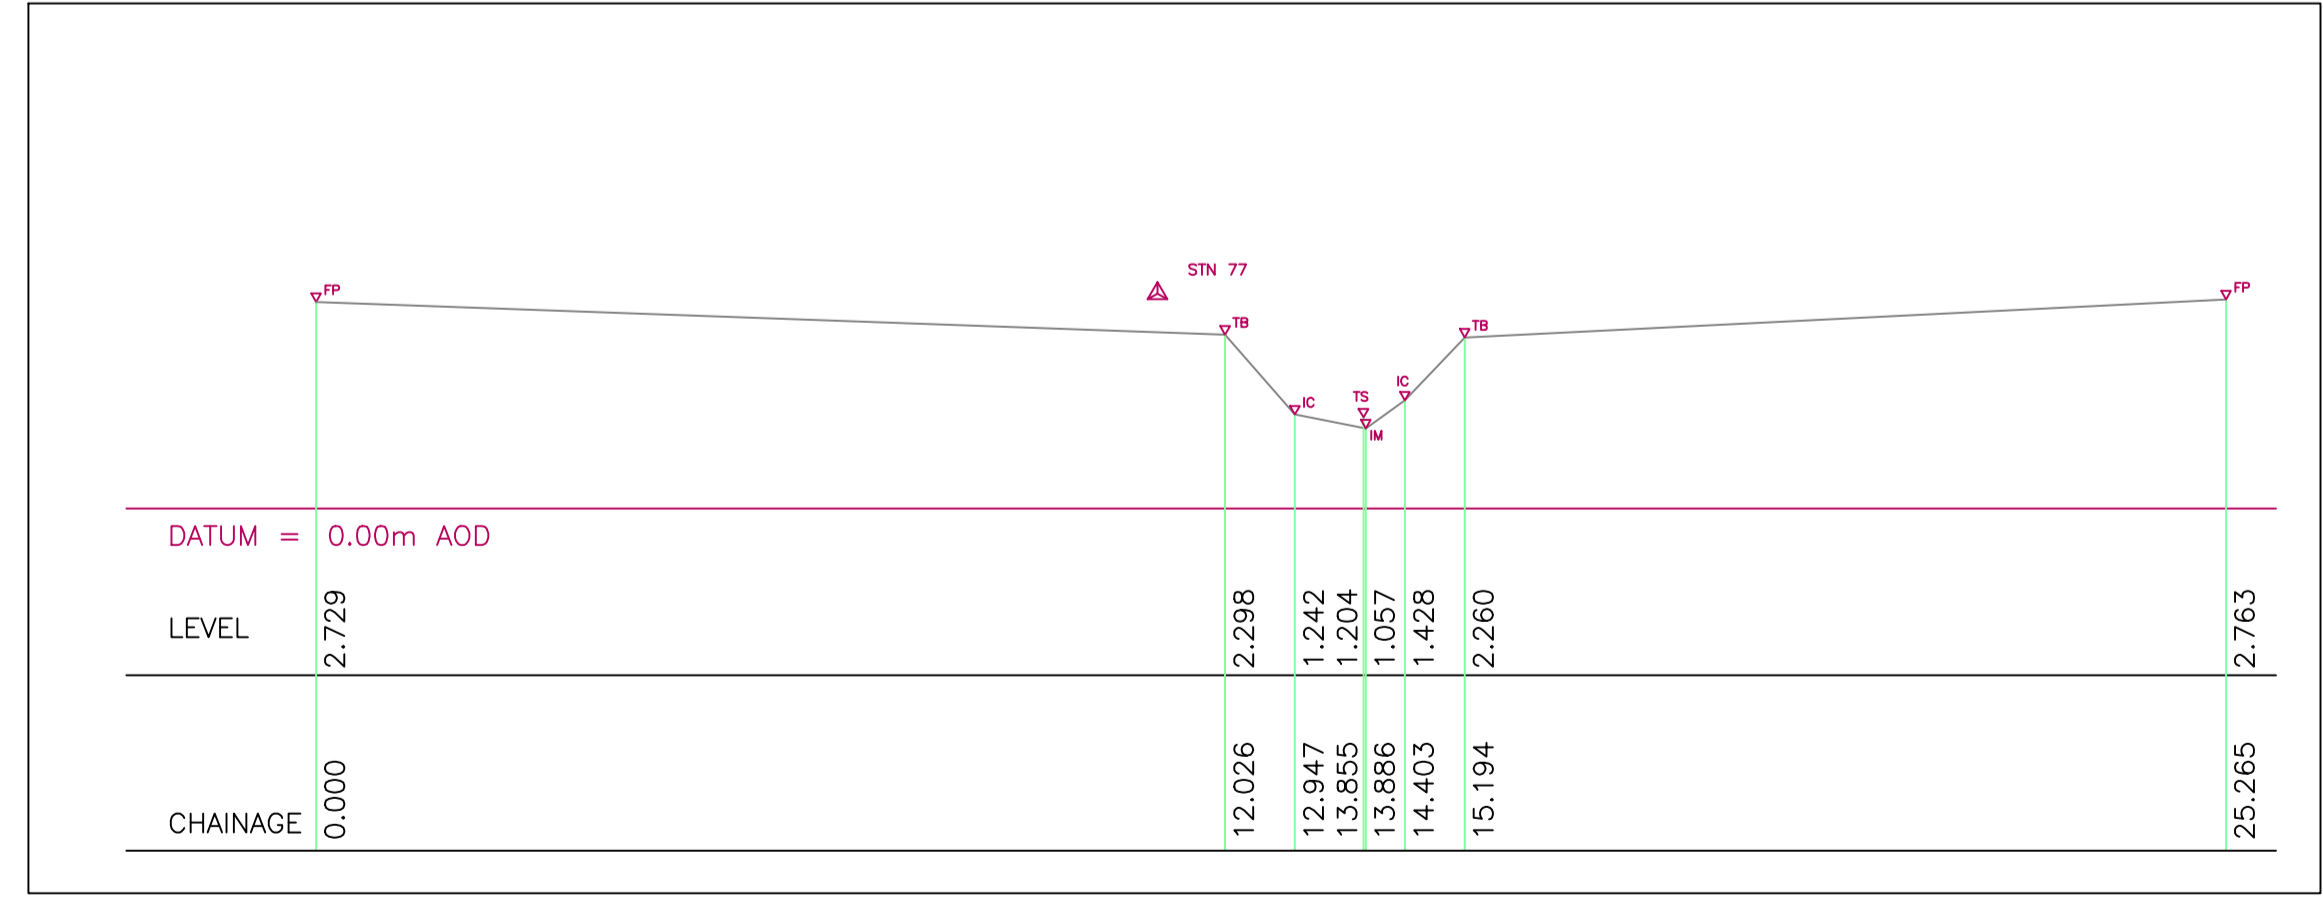 STN 77
FP
TB
IC
TS
IM
IC
TB
FP
DATUM = 0.00m AOD
LEVEL 2.729 2.298 1.242 1.204 1.057 1.428 2.260 2.763
CHAINAGE 0.000 12.026 12.947 13.855 13.886 14.403 15.194 25.265